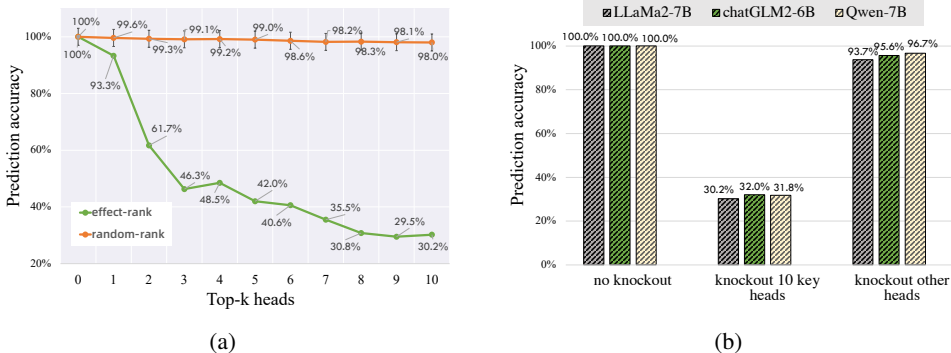 100%
100%
99.6%
99.3%
99.1%
99.2%
99.0%
98.6%
98.2%
98.3%
98.1%
98.0%
100%
93.3%
61.7%
46.3%
48.5%
42.0%
40.6%
35.5%
30.8%
29.5%
30.2%
80%
60%
40%
20%
Prediction accuracy
effect-rank
random-rank
0 1 2 3 4 5 6 7 8 9 10
Top-k heads
(a)
LLaMa2-7B chatGLM2-6B Qwen-7B
100.0% 100.0% 100.0%
93.7% 95.6% 96.7%
30.2% 32.0% 31.8%
100%
80%
60%
40%
20%
0%
Prediction accuracy
no knockout
knockout 10 key
heads
knockout other
heads
(b)